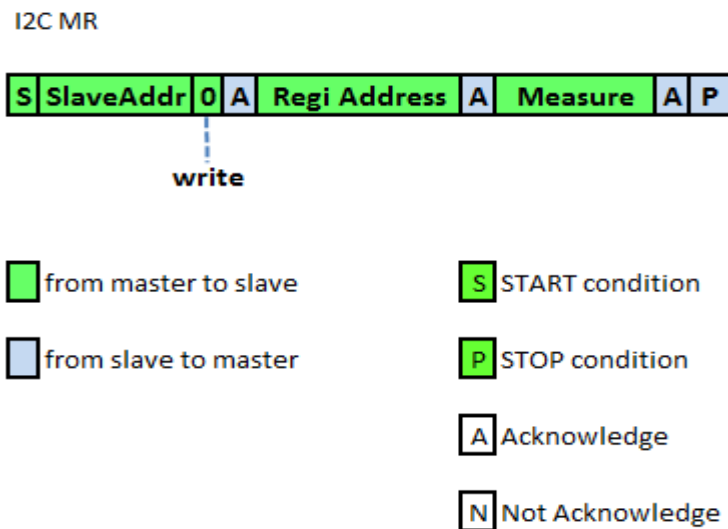 I2C MR
S SlaveAddr 0 A Regi Address A Measure A P
write
from master to slave
S START condition
from slave to master
P STOP condition
A Acknowledge
N Not Acknowledge